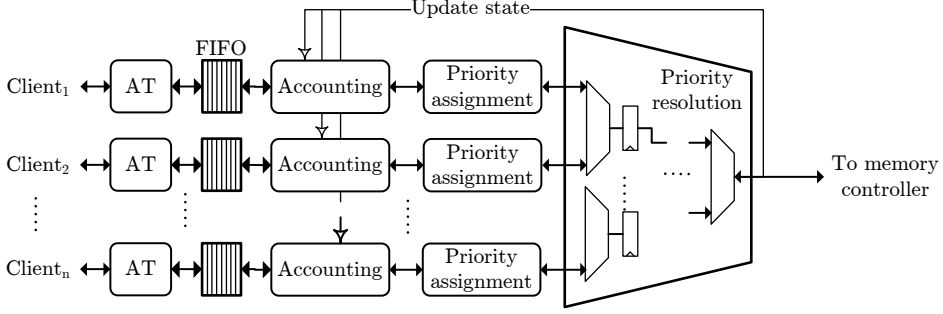 Update state
FIFO
Client1 AT Accounting Priority assignment
Priority resolution
Client2 AT Accounting Priority assignment
To memory controller
Clientn AT Accounting Priority assignment